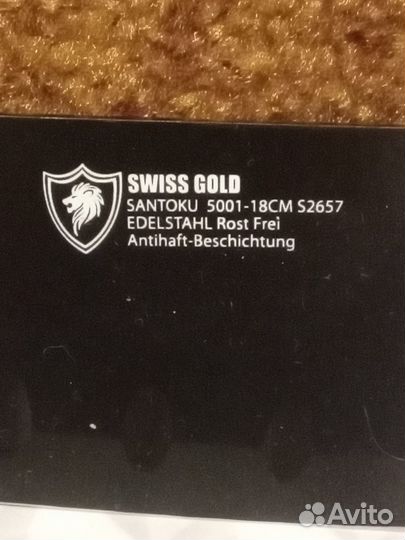 SWISS GOLD
SANTOKU 5001-18CM S2657
EDELSTAHL Rost Frei
Antihaft-Beschichtung
Avito